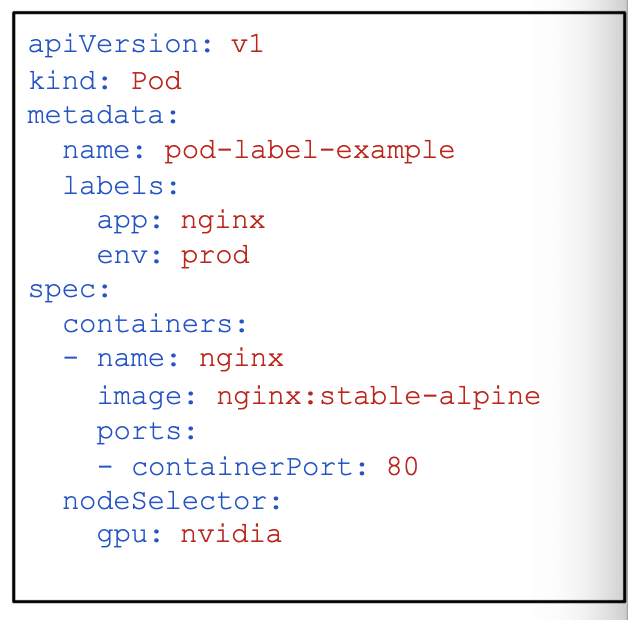 apiVersion: v1
kind: Pod
metadata:
  name: pod-label-example
  labels:
    app: nginx
    env: prod
spec:
  containers:
  - name: nginx
    image: nginx:stable-alpine
    ports:
    - containerPort: 80
  nodeSelector:
    gpu: nvidia